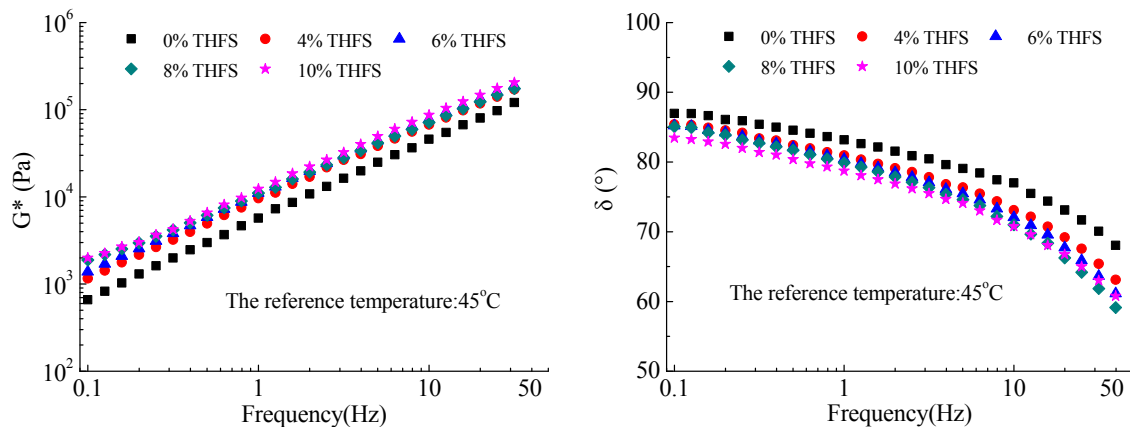 10^6
0% THFS 4% THFS 6% THFS
8% THFS 10% THFS
10^5
G* (Pa)
10^4
10^3
The reference temperature:45°C
10^2
0.1 1 10 50
Frequency(Hz)
100
0% THFS 4% THFS 6% THFS
8% THFS 10% THFS
90
80
δ (°)
70
60
The reference temperature:45°C
50
0.1 1 10 50
Frequency(Hz)